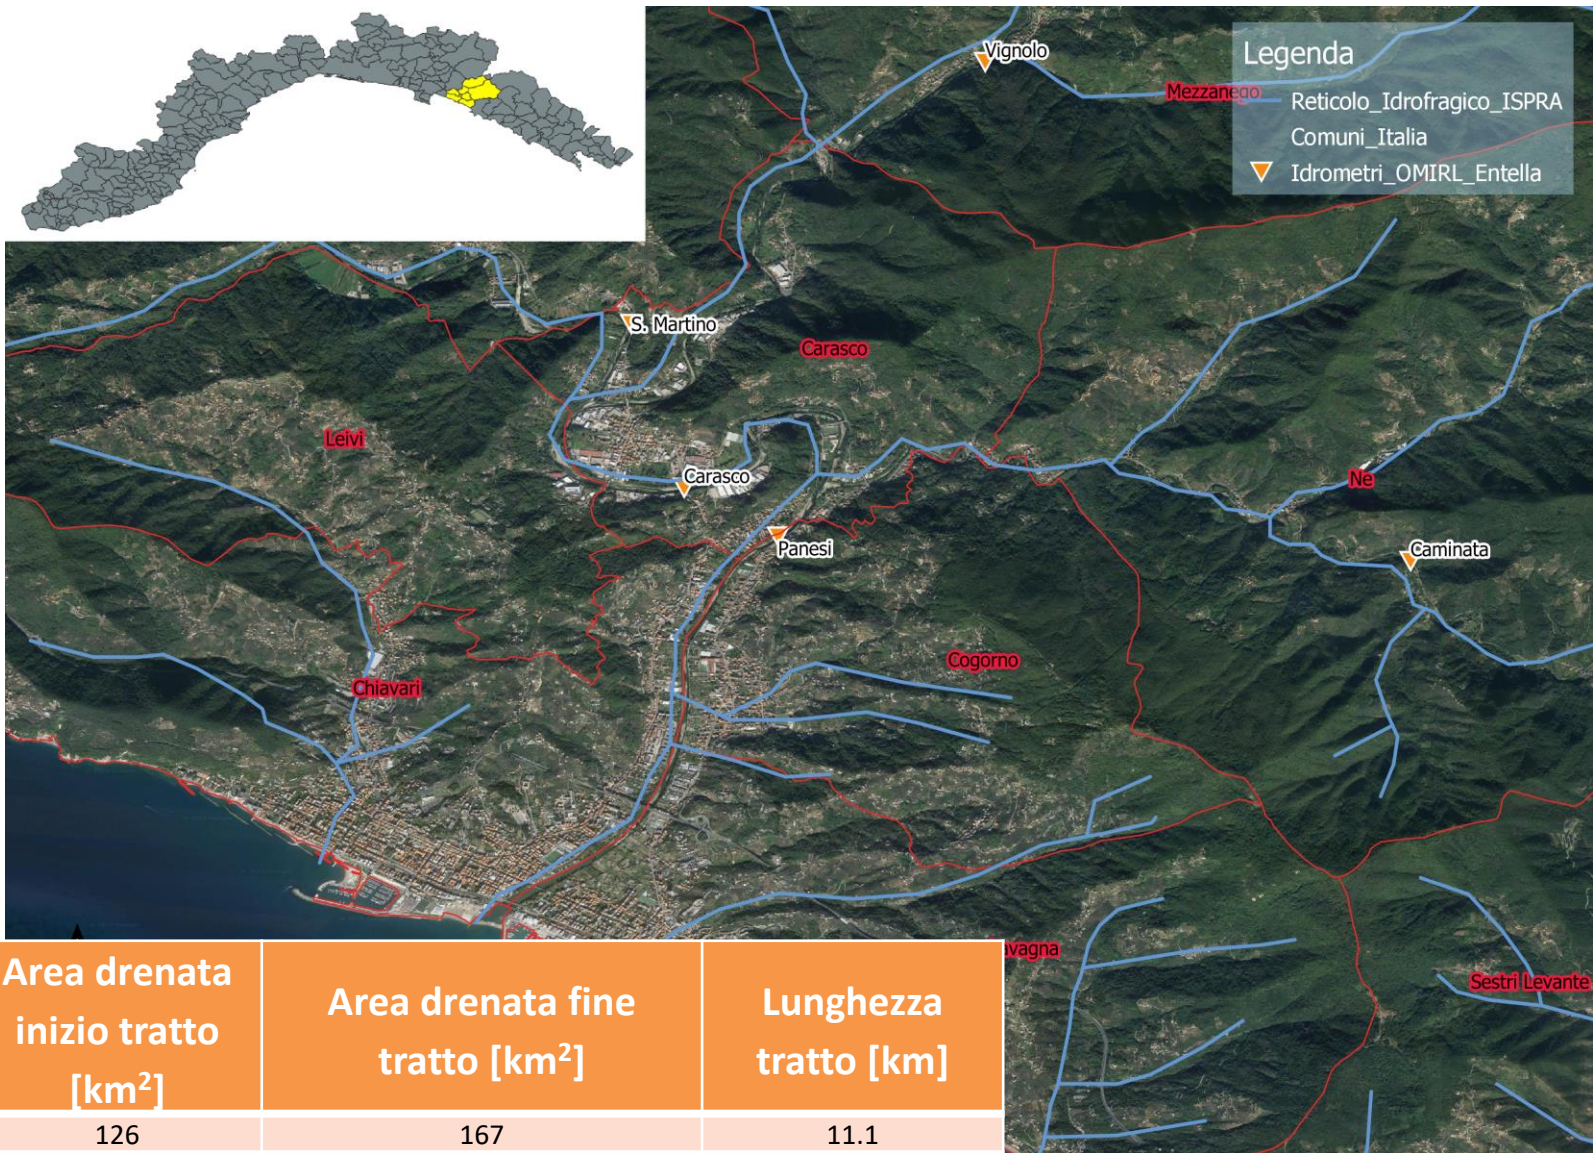 Vignolo
Legenda
Mezzanego
Reticolo_Idrofragico_ISPRA
Comuni_Italia
Idrometri_OMIRL_Entella
S. Martino
Carasco
Leivi
Carasco
Ne
Panesi
Caminata
Cogorno
Chiavari
avagna
Sestri Levante
Area drenata inizio tratto [km²]
Area drenata fine tratto [km²]
Lunghezza tratto [km]
126 167 11.1